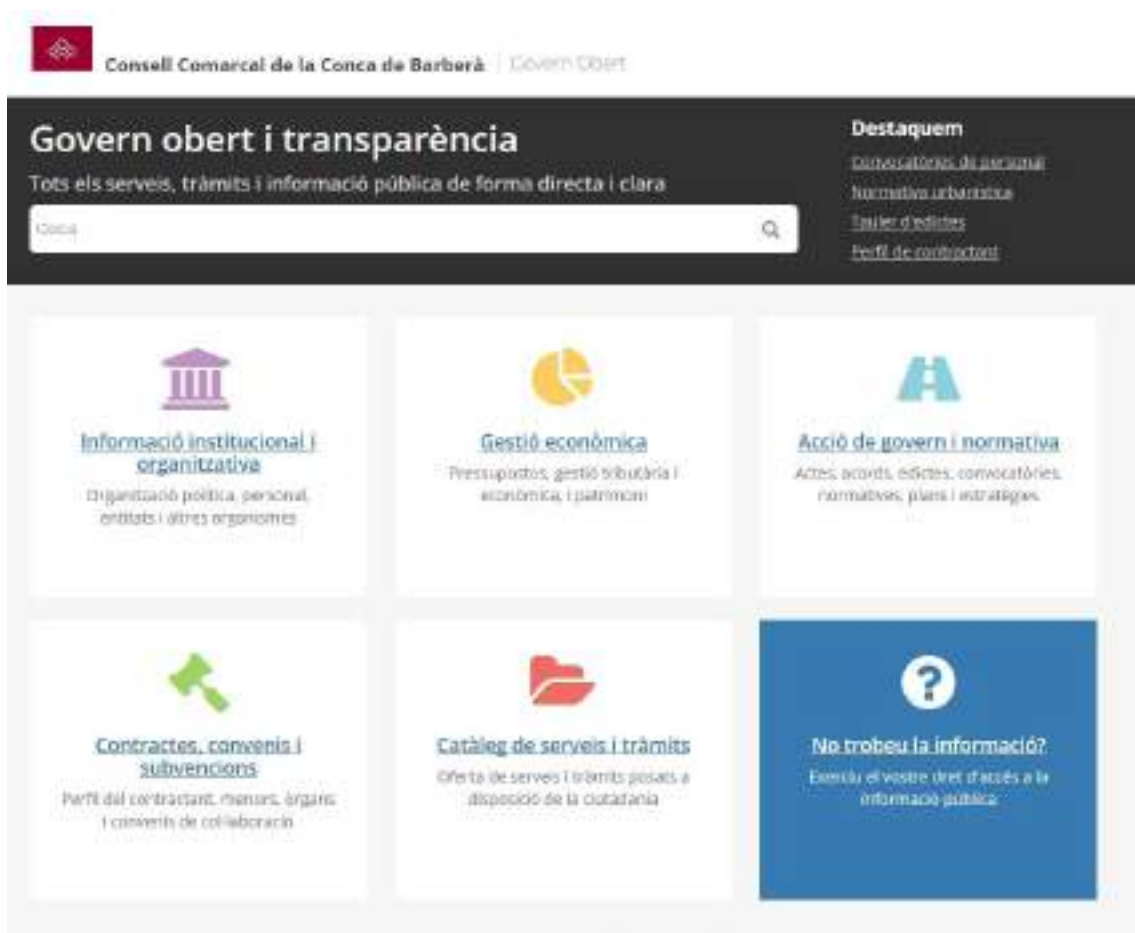 Consell Comarcal de la Conca de Barberà | Govern Obert
Govern obert i transparència
Tots els serveis, tràmits i informació pública de forma directa i clara
Cerca
Destaquem
Convocatòries de personal
Normativa urbanística
Tauler d'edictes
Perfil de contractant
Informació institucional i
organitzativa
Organització política, personal,
entitats i altres organismes
Gestió econòmica
Pressupostos, gestió tributària i
econòmica, i patrimoni
Acció de govern i normativa
Actes, acords, edictes, convocatòries,
normatives, plans i estratègies
Contractes, convenis i
subvencions
Perfil del contractant, menors, òrgans
i convenis de col·laboració
Catàleg de serveis i tràmits
Oferta de serveis i tràmits posats a
disposició de la ciutadania
No trobeu la informació?
Exerciu el vostre dret d'accés a la
informació pública